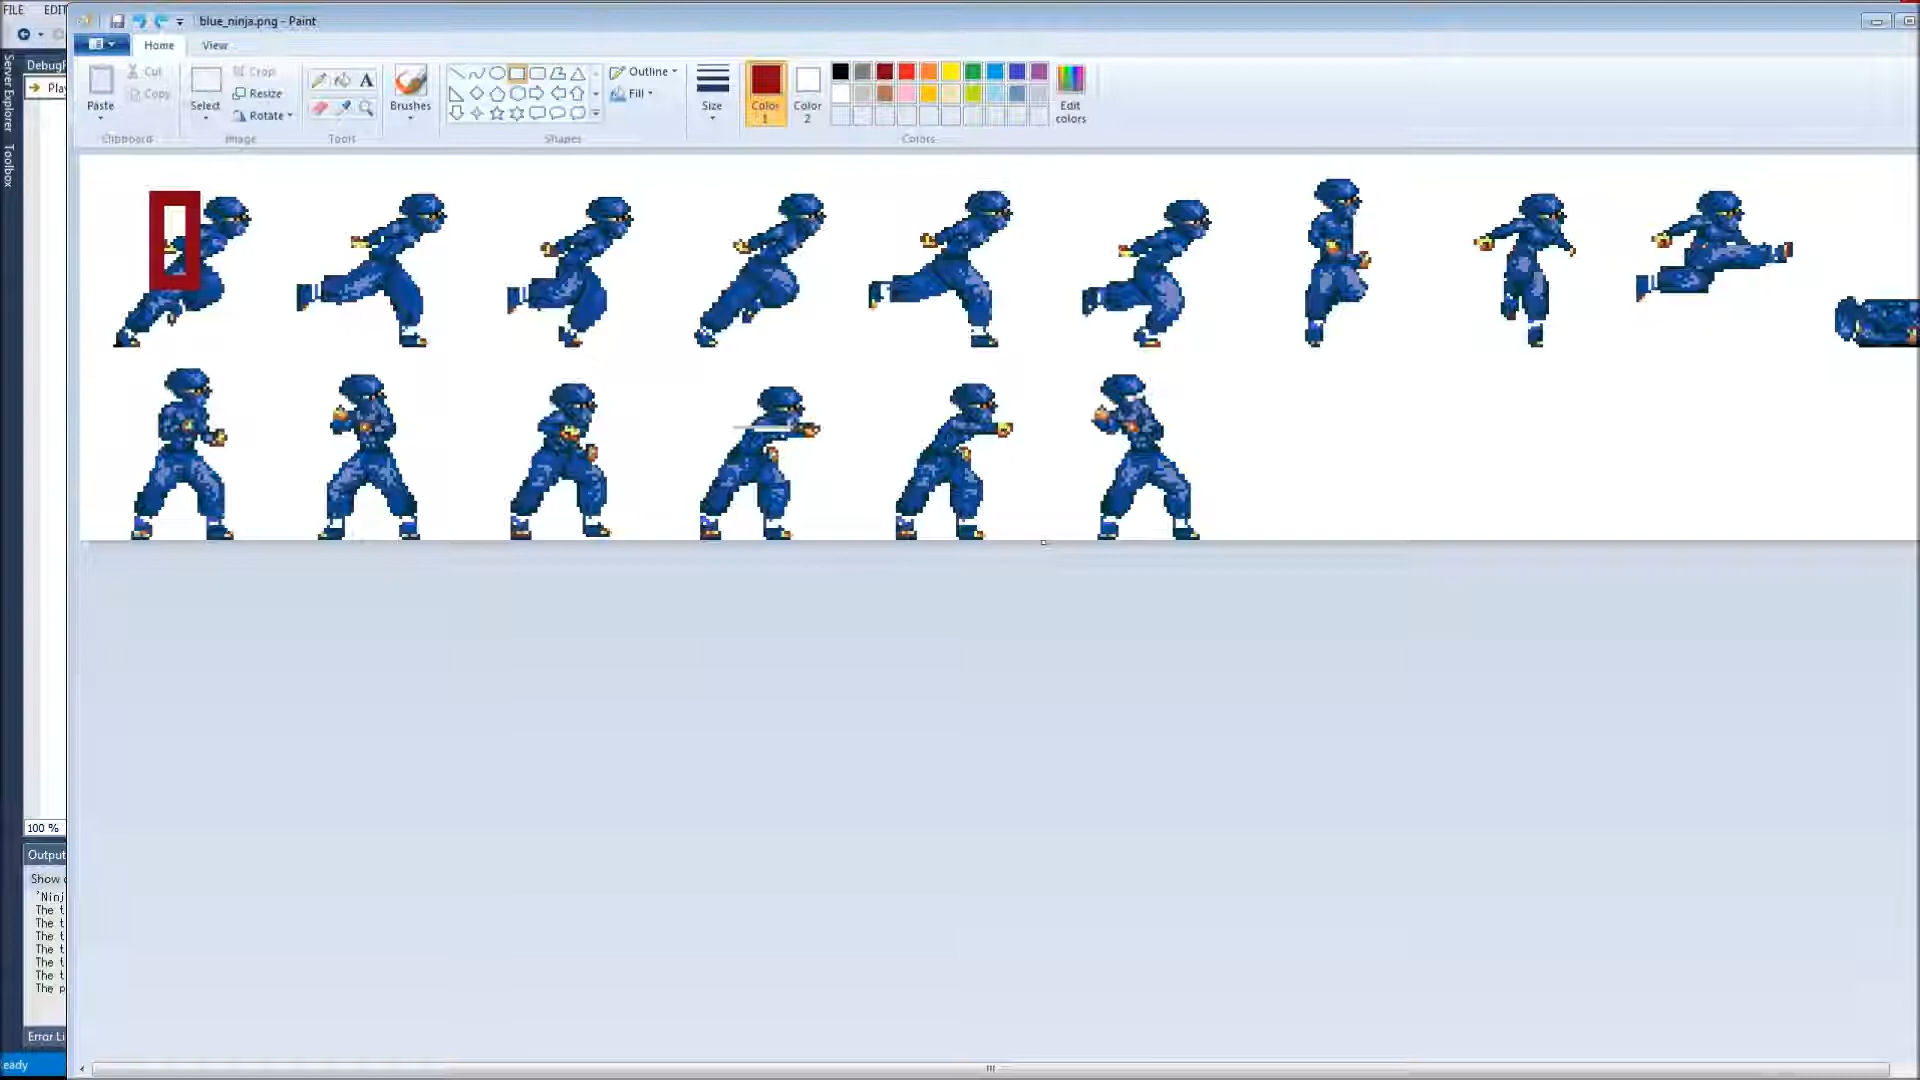 FILE EDIT
blue_ninja.png - Paint
Home View
Server Explorer
Toolbox
Debug
Pla
Paste
Cut
Copy
Clipboard
Select
Crop
Resize
Rotate
Image
A
Tools
Brushes
Outline
Fill
Shapes
Size
Color 1
Color 2
Edit colors
Colors
100 %
Output
Show
'Ninj
The t
The t
The t
The t
The t
The t
The p
Error Li
eady